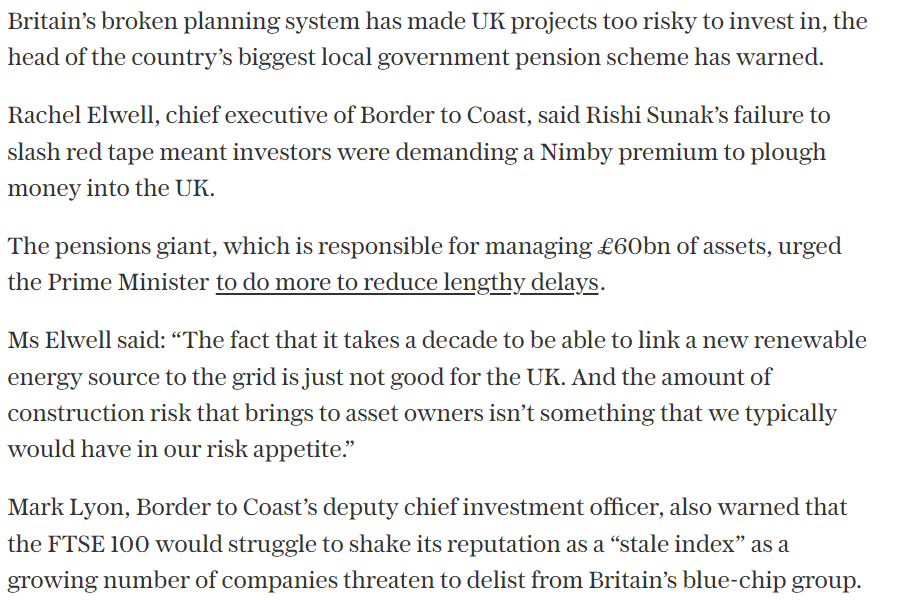 Britain’s broken planning system has made UK projects too risky to invest in, the
head of the country’s biggest local government pension scheme has warned.
Rachel Elwell, chief executive of Border to Coast, said Rishi Sunak’s failure to
slash red tape meant investors were demanding a Nimby premium to plough
money into the UK.
The pensions giant, which is responsible for managing £60bn of assets, urged
the Prime Minister to do more to reduce lengthy delays.
Ms Elwell said: “The fact that it takes a decade to be able to link a new renewable
energy source to the grid is just not good for the UK. And the amount of
construction risk that brings to asset owners isn’t something that we typically
would have in our risk appetite.”
Mark Lyon, Border to Coast’s deputy chief investment officer, also warned that
the FTSE 100 would struggle to shake its reputation as a “stale index” as a
growing number of companies threaten to delist from Britain’s blue-chip group.